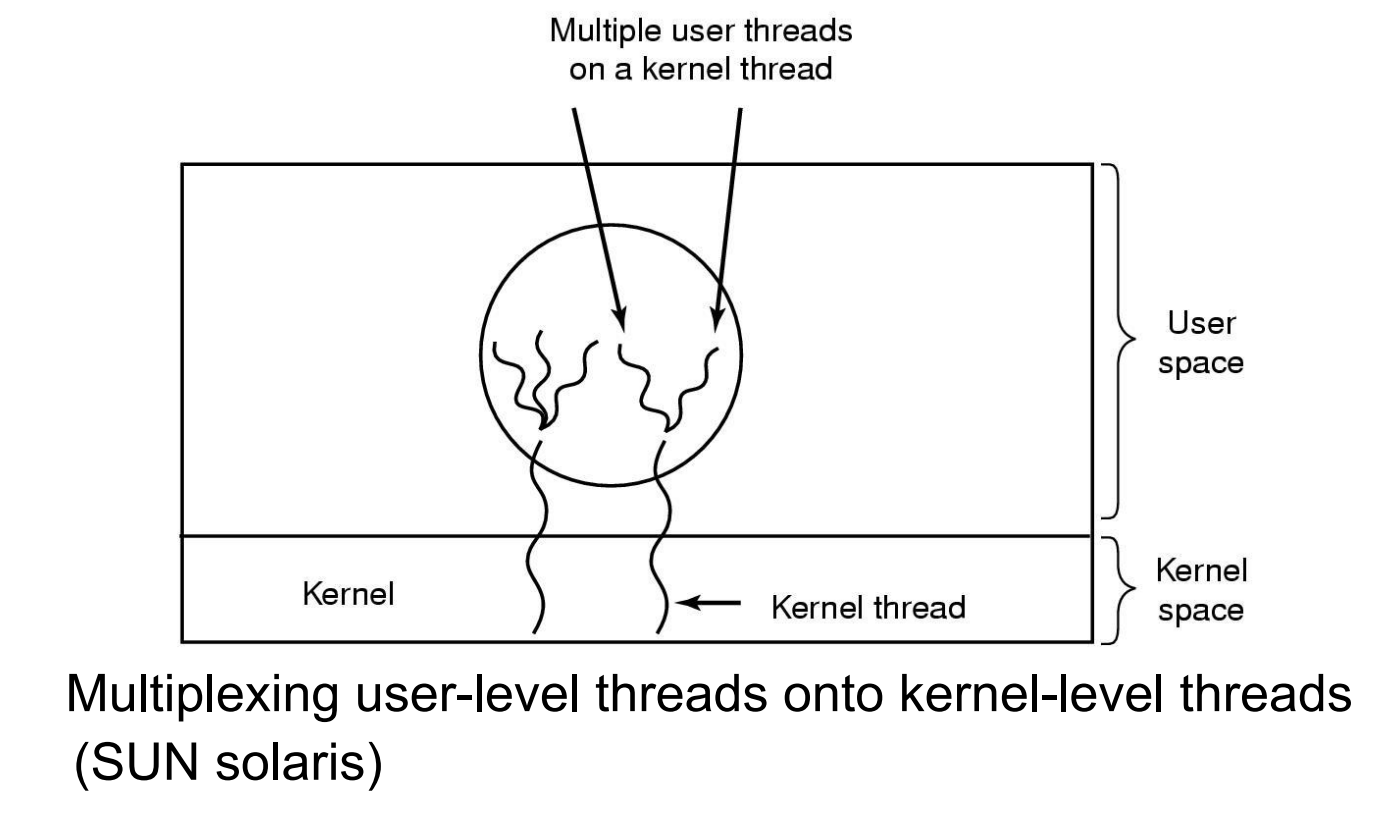 Multiple user threads
on a kernel thread
User
space
Kernel
Kernel thread
Kernel
space
Multiplexing user-level threads onto kernel-level threads
(SUN solaris)